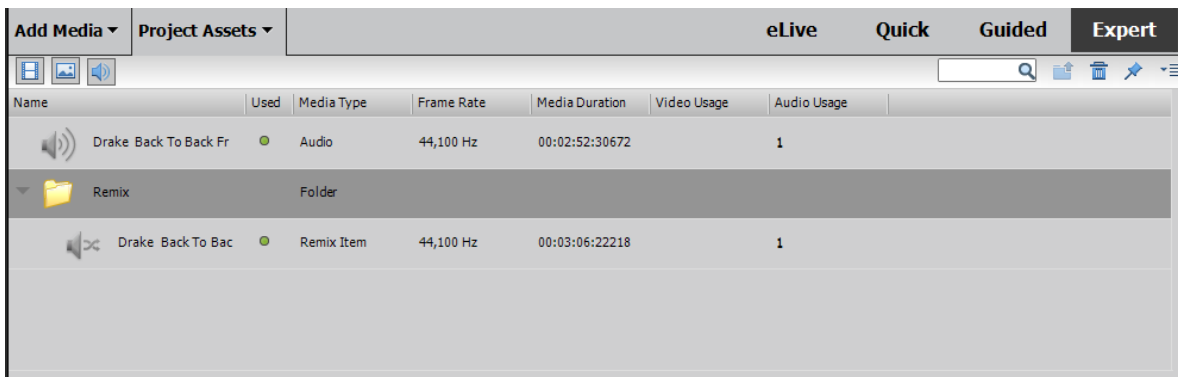 Add Media Project Assets eLive Quick Guided Expert
Name Used Media Type Frame Rate Media Duration Video Usage Audio Usage
Drake Back To Back Fr Audio 44,100 Hz 00:02:52:30672 1
Remix Folder
Drake Back To Bac Remix Item 44,100 Hz 00:03:06:22218 1